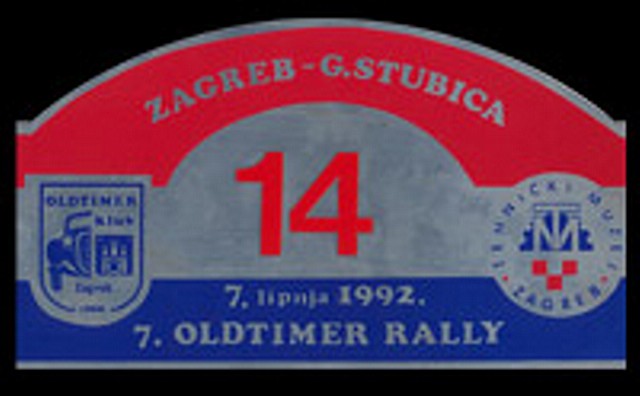 ZAGREB - G.STUBICA
14
OLDTIMER
klub
Zagreb
TEHNIČKI MUZEJ
ZAGREB
7. lipnja 1992.
7. OLDTIMER RALLY